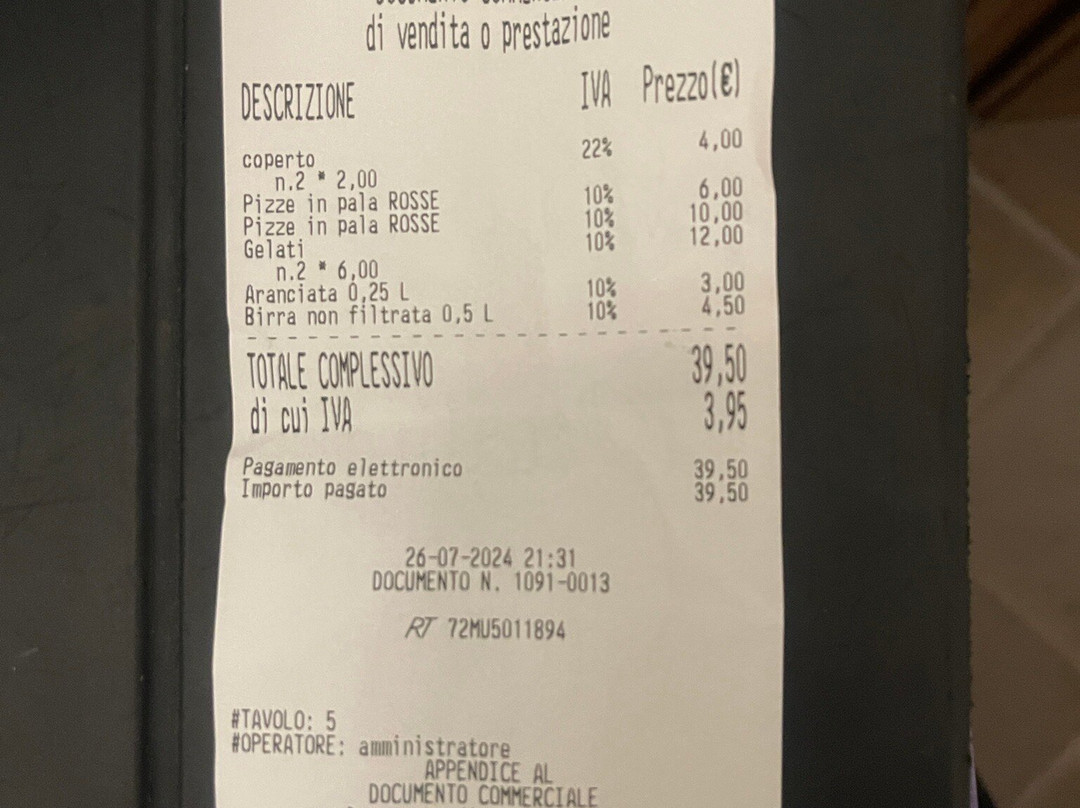 di vendita o prestazione
DESCRIZIONE IVA Prezzo(€)
coperto 22% 4,00
n.2 * 2,00
Pizze in pala ROSSE 10% 6,00
Pizze in pala ROSSE 10% 10,00
Gelati 10% 12,00
n.2 * 6,00
Aranciata 0,25 L 10% 3,00
Birra non filtrata 0,5 L 10% 4,50
TOTALE COMPLESSIVO 39,50
di cui IVA 3,95
Pagamento elettronico 39,50
Importo pagato 39,50
26-07-2024 21:31
DOCUMENTO N. 1091-0013
RT 72MU5011894
#TAVOLO: 5
#OPERATORE: amministratore
APPENDICE AL
DOCUMENTO COMMERCIALE